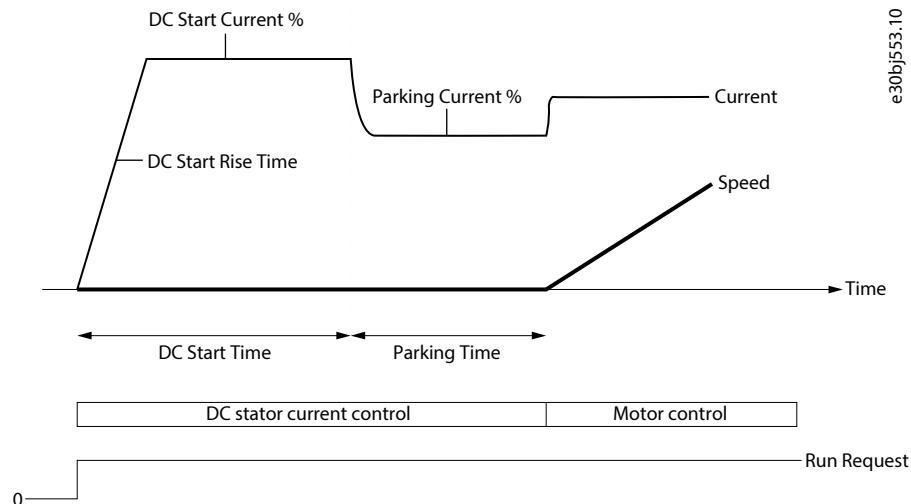 DC Start Current %
e30bj553.10
Parking Current %
Current
DC Start Rise Time
Speed
Time
DC Start Time
Parking Time
DC stator current control
Motor control
Run Request
0